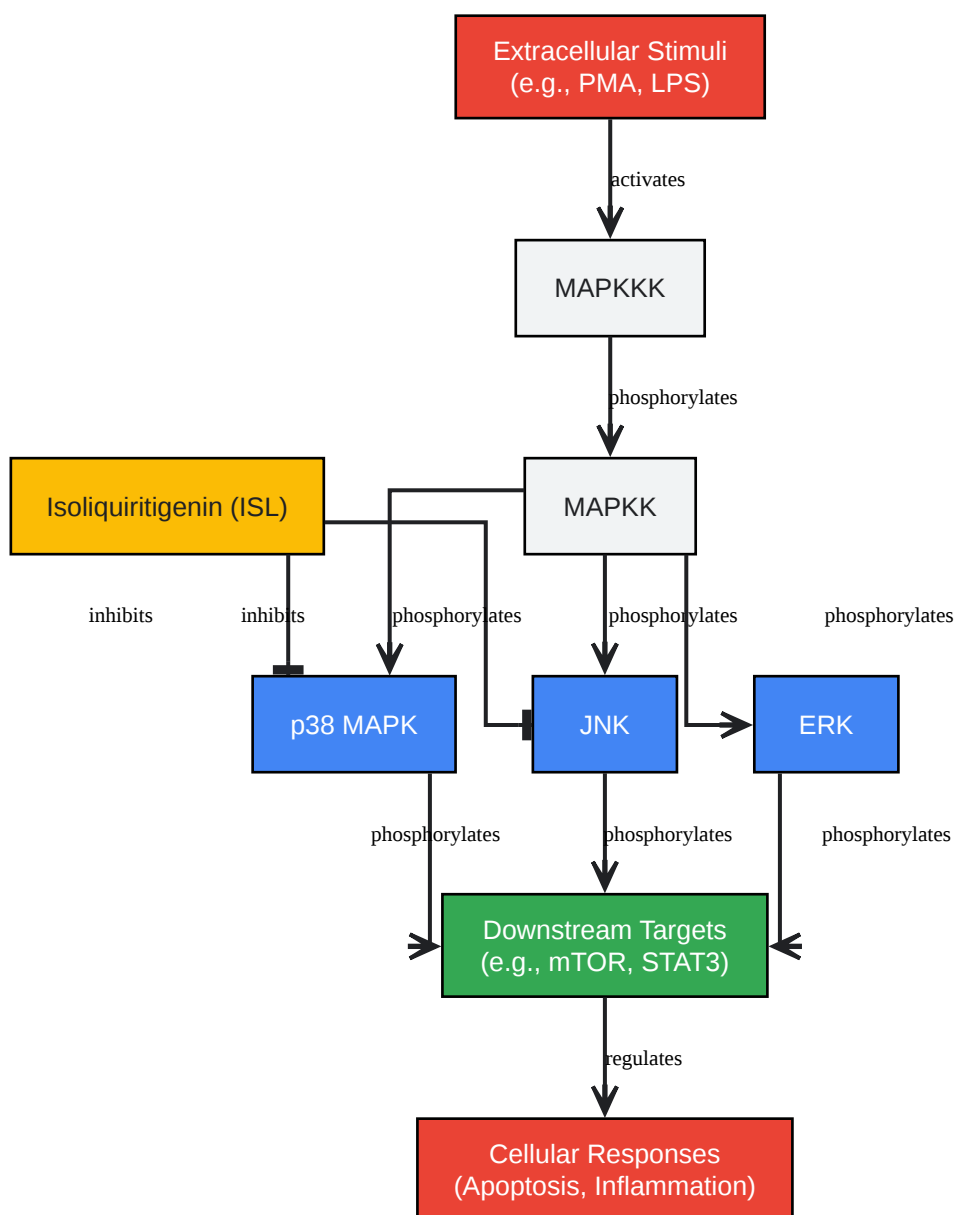 Extracellular Stimuli
(e.g., PMA, LPS)
activates
MAPKKK
phosphorylates
Isoliquiritigenin (ISL)
MAPKK
inhibits
inhibits
phosphorylates
phosphorylates
phosphorylates
p38 MAPK
JNK
ERK
phosphorylates
phosphorylates
phosphorylates
Downstream Targets
(e.g., mTOR, STAT3)
regulates
Cellular Responses
(Apoptosis, Inflammation)